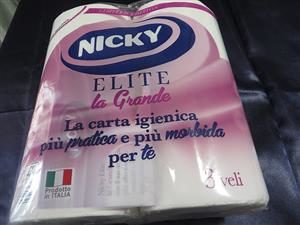 NICKY
ELITE
la Grande
La carta igienica
più pratica e più morbida
per te
Prodotto
in ITALIA
3 veli